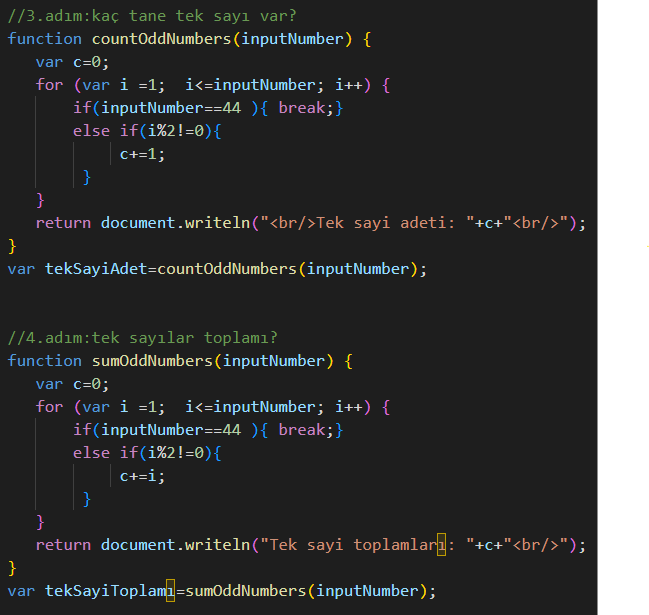 //3.adım:kaç tane tek sayı var?
function countOddNumbers(inputNumber) {
var c=0;
for (var i =1;  i<=inputNumber; i++) {
if(inputNumber==44 ){ break;}
else if(i%2!=0){
c+=1;
}
}
return document.writeln("<br/>Tek sayi adeti: "+c+"<br/>");
}
var tekSayiAdet=countOddNumbers(inputNumber);
//4.adım:tek sayılar toplamı?
function sumOddNumbers(inputNumber) {
var c=0;
for (var i =1;  i<=inputNumber; i++) {
if(inputNumber==44 ){ break;}
else if(i%2!=0){
c+=i;
}
}
return document.writeln("Tek sayi toplamları: "+c+"<br/>");
}
var tekSayiToplamı=sumOddNumbers(inputNumber);